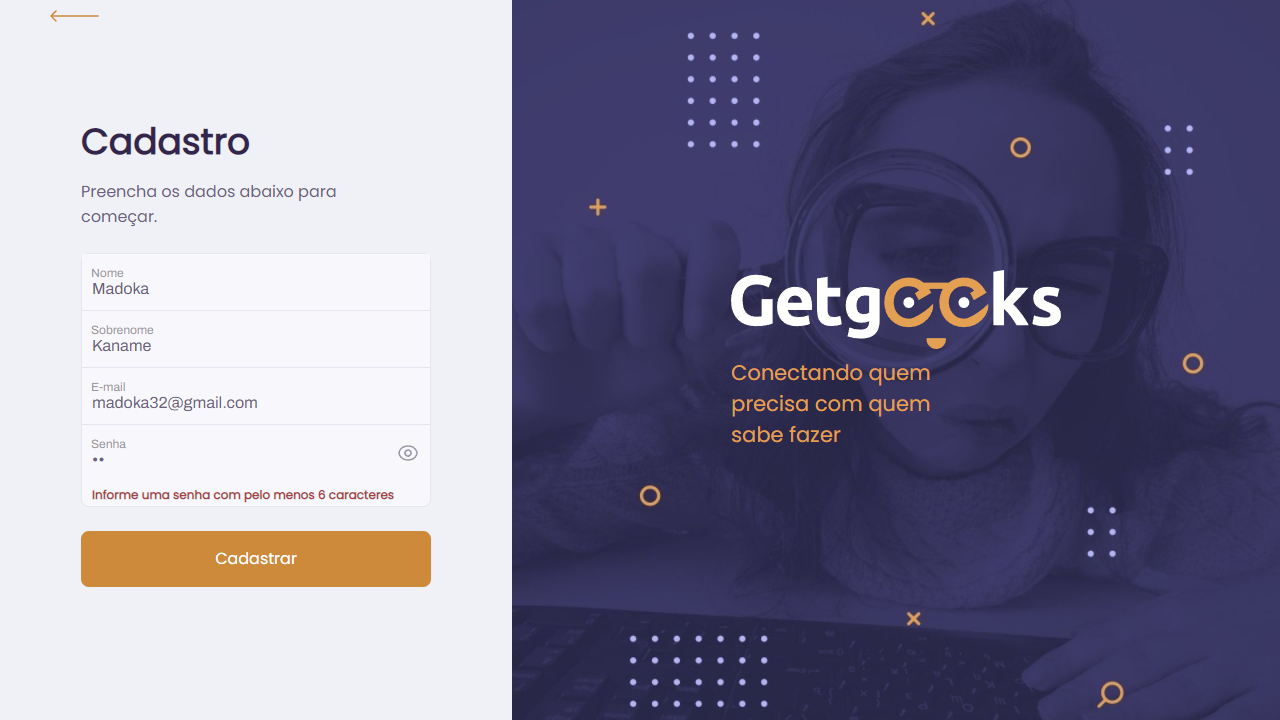 Cadastro
Preencha os dados abaixo para
começar.
Nome
Madoka
Sobrenome
Kaname
E-mail
madoka32@gmail.com
Senha
••
Informe uma senha com pelo menos 6 caracteres
Cadastrar
Getgeeks
Conectando quem
precisa com quem
sabe fazer